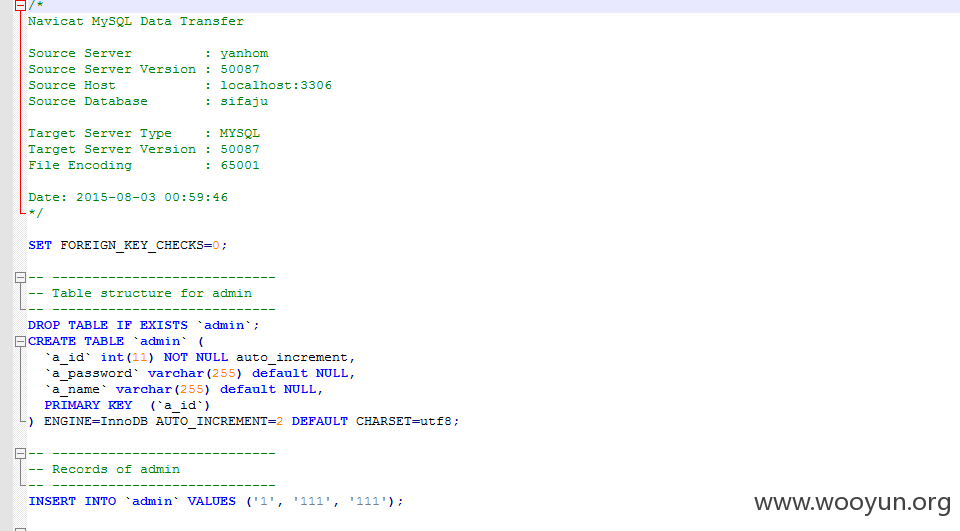 /*
Navicat MySQL Data Transfer
Source Server         : yanhom
Source Server Version : 50087
Source Host           : localhost:3306
Source Database       : sifaju
Target Server Type    : MYSQL
Target Server Version : 50087
File Encoding         : 65001
Date: 2015-08-03 00:59:46
*/
SET FOREIGN_KEY_CHECKS=0;
-- ----------------------------
-- Table structure for admin
-- ----------------------------
DROP TABLE IF EXISTS `admin`;
CREATE TABLE `admin` (
  `a_id` int(11) NOT NULL auto_increment,
  `a_password` varchar(255) default NULL,
  `a_name` varchar(255) default NULL,
  PRIMARY KEY  (`a_id`)
) ENGINE=InnoDB AUTO_INCREMENT=2 DEFAULT CHARSET=utf8;
-- ----------------------------
-- Records of admin
-- ----------------------------
INSERT INTO `admin` VALUES ('1', '111', '111');
www.wooyun.org